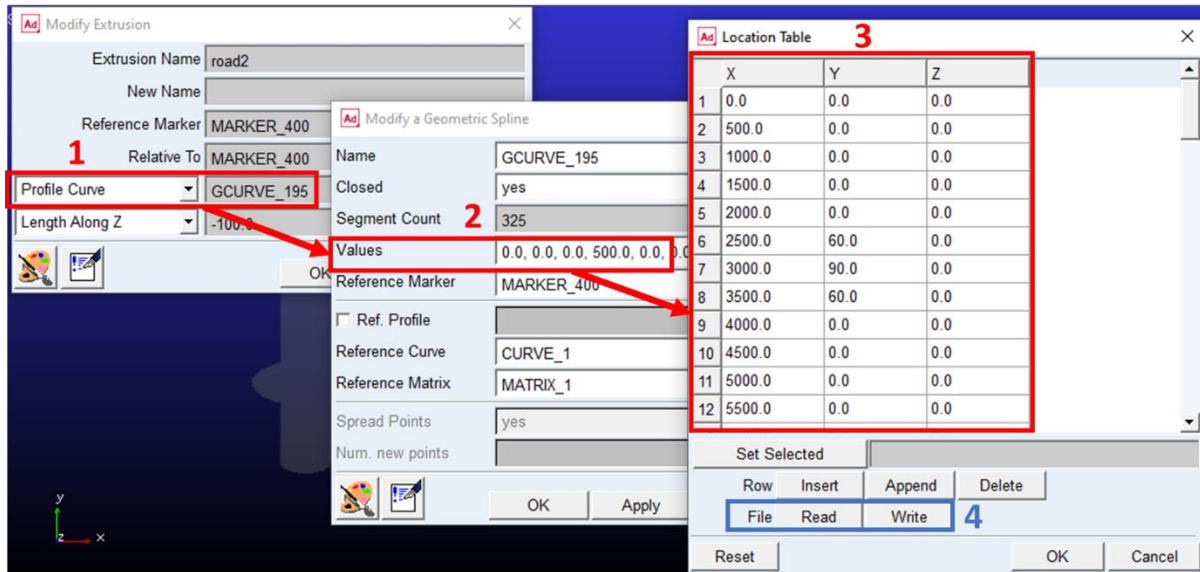 Ad Modify Extrusion
Extrusion Name road2
New Name
Reference Marker MARKER_400
1
Relative To MARKER_400
Profile Curve GCURVE_195
Length Along Z -100.0
OK
Ad Modify a Geometric Spline
Name GCURVE_195
Closed yes
Segment Count 2 325
Values 0.0, 0.0, 0.0, 500.0, 0.0, 0.0
Reference Marker MARKER_400
Ref. Profile
Reference Curve CURVE_1
Reference Matrix MATRIX_1
Spread Points yes
Num. new points
OK Apply
Ad Location Table 3
X Y Z
1 0.0 0.0 0.0
2 500.0 0.0 0.0
3 1000.0 0.0 0.0
4 1500.0 0.0 0.0
5 2000.0 0.0 0.0
6 2500.0 60.0 0.0
7 3000.0 90.0 0.0
8 3500.0 60.0 0.0
9 4000.0 0.0 0.0
10 4500.0 0.0 0.0
11 5000.0 0.0 0.0
12 5500.0 0.0 0.0
Set Selected
Row Insert Append Delete
File Read Write 4
Reset OK Cancel
y
z x